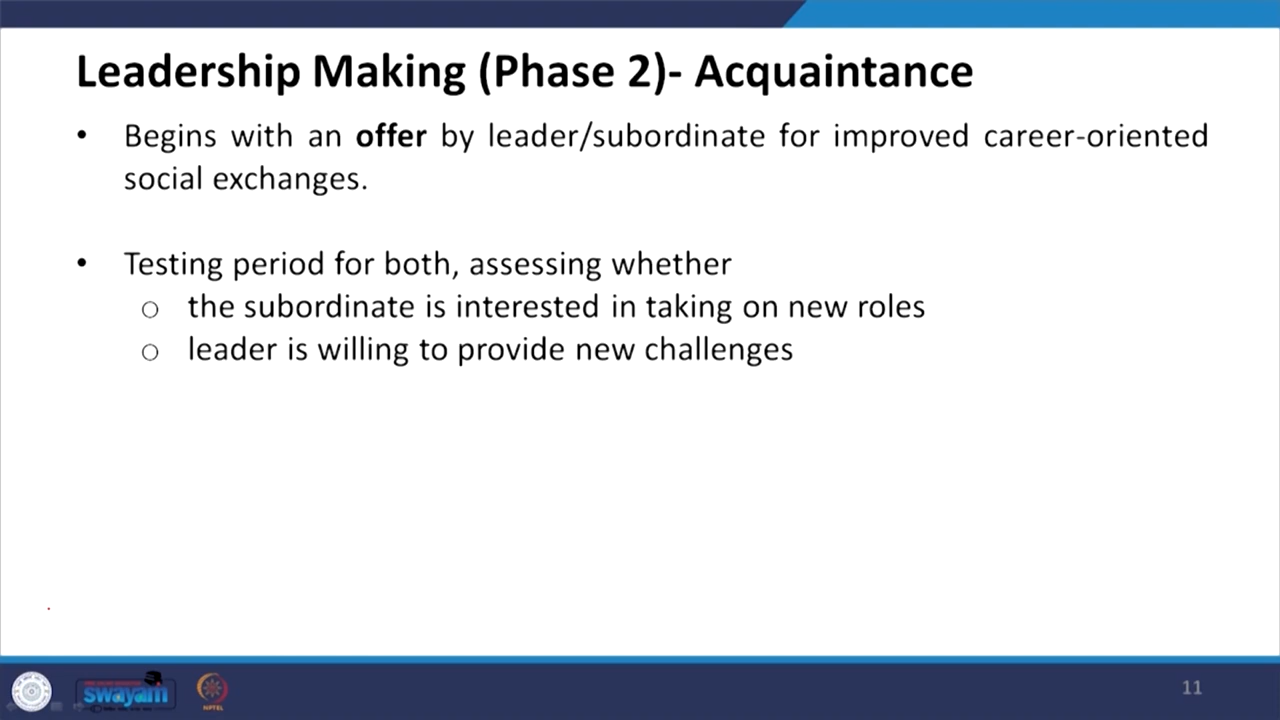 Leadership Making (Phase 2)- Acquaintance
• Begins with an offer by leader/subordinate for improved career-oriented
social exchanges.
• Testing period for both, assessing whether
o the subordinate is interested in taking on new roles
o leader is willing to provide new challenges
swayam
NPTEL
11